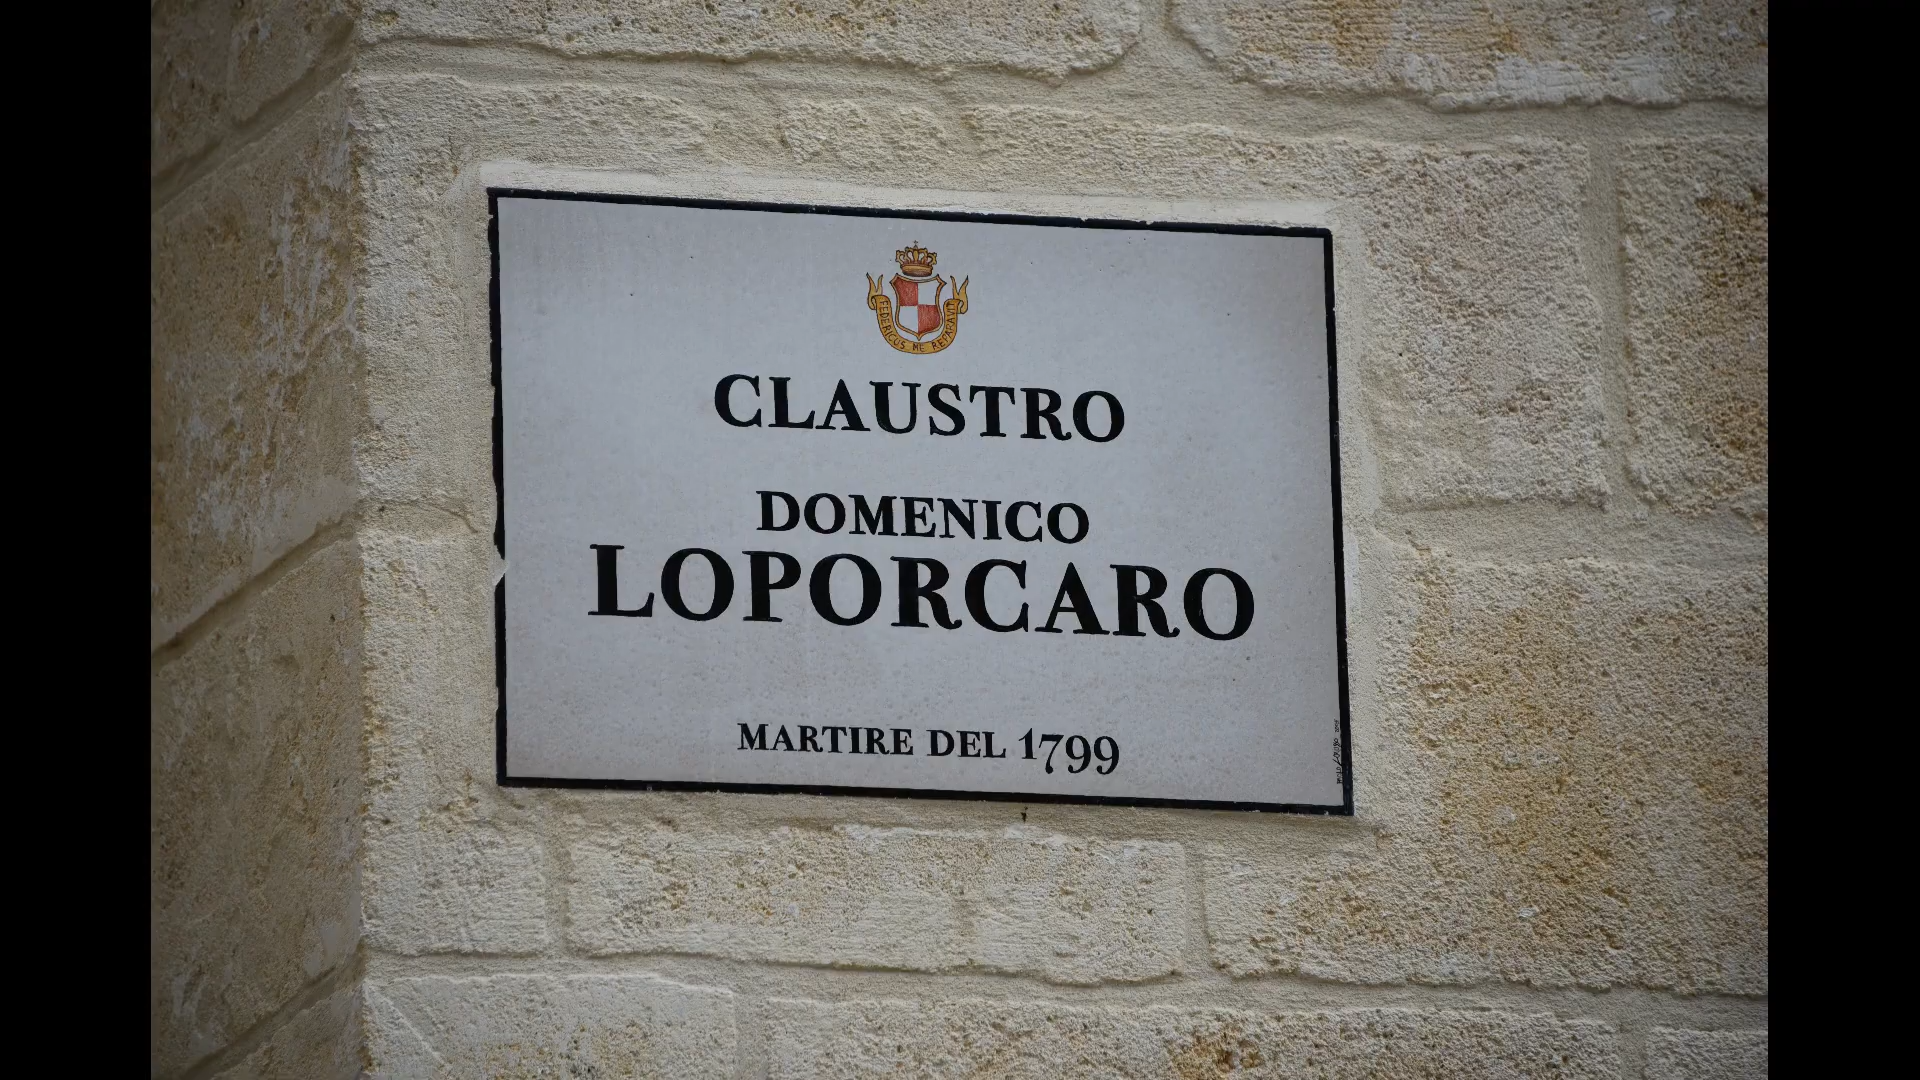 FEDERICUS ME REPARAVIT
CLAUSTRO
DOMENICO
LOPORCARO
MARTIRE DEL 1799